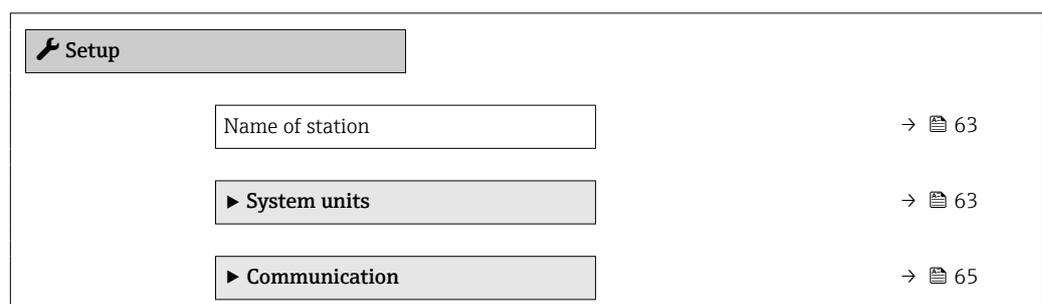 Setup
Name of station → 63
▶ System units → 63
▶ Communication → 65